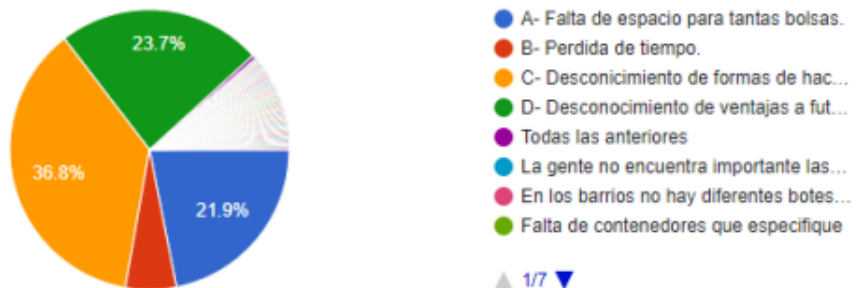 23.7%
36.8%
21.9%
A- Falta de espacio para tantas bolsas.
B- Perdida de tiempo.
C- Desconicimiento de formas de hac...
D- Desconocimiento de ventajas a fut...
Todas las anteriores
La gente no encuentra importante las...
En los barrios no hay diferentes botes...
Falta de contenedores que especifique
1/7